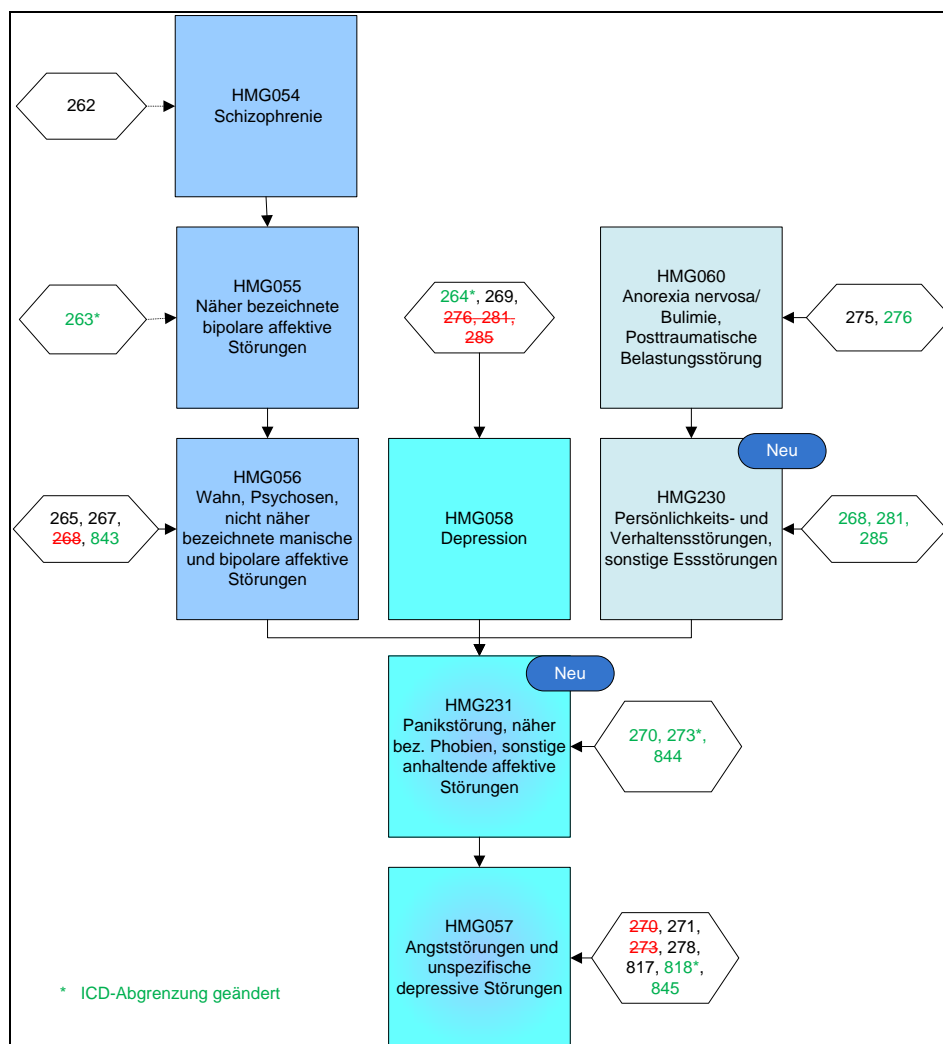 HMG054
Schizophrenie
262
HMG055
Näher bezeichnete
bipolare affektive
Störungen
263*
264*, 269,
276, 281,
285
HMG060
Anorexia nervosa/
Bulimie,
Posttraumatische
Belastungsstörung
275, 276
HMG056
Wahn, Psychosen,
nicht näher
bezeichnete manische
und bipolare affektive
Störungen
265, 267,
268, 843
HMG058
Depression
Neu
HMG230
Persönlichkeits- und
Verhaltensstörungen,
sonstige Essstörungen
268, 281,
285
Neu
HMG231
Panikstörung, näher
bez. Phobien, sonstige
anhaltende affektive
Störungen
270, 273*,
844
HMG057
Angststörungen und
unspezifische
depressive Störungen
270, 271,
273, 278,
817, 818*,
845
* ICD-Abgrenzung geändert